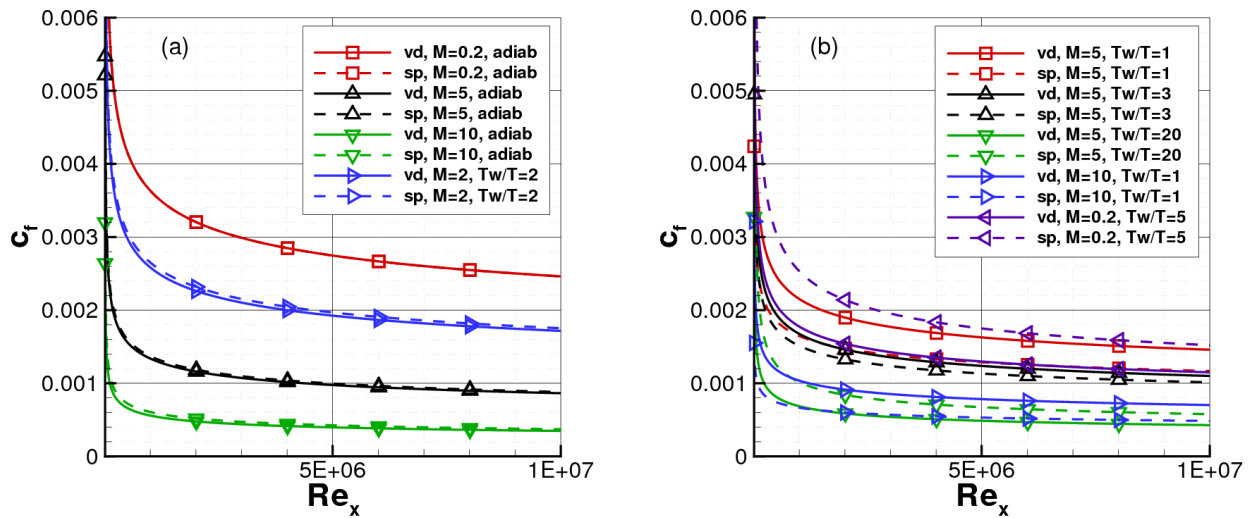 (a)
c_f
0.006
0.005
0.004
0.003
0.002
0.001
0
vd, M=0.2, adiab
sp, M=0.2, adiab
vd, M=5, adiab
sp, M=5, adiab
vd, M=10, adiab
sp, M=10, adiab
vd, M=2, Tw/T=2
sp, M=2, Tw/T=2
5E+06
1E+07
Re_x
(b)
c_f
0.006
0.005
0.004
0.003
0.002
0.001
0
vd, M=5, Tw/T=1
sp, M=5, Tw/T=1
vd, M=5, Tw/T=3
sp, M=5, Tw/T=3
vd, M=5, Tw/T=20
sp, M=5, Tw/T=20
vd, M=10, Tw/T=1
sp, M=10, Tw/T=1
vd, M=0.2, Tw/T=5
sp, M=0.2, Tw/T=5
5E+06
1E+07
Re_x